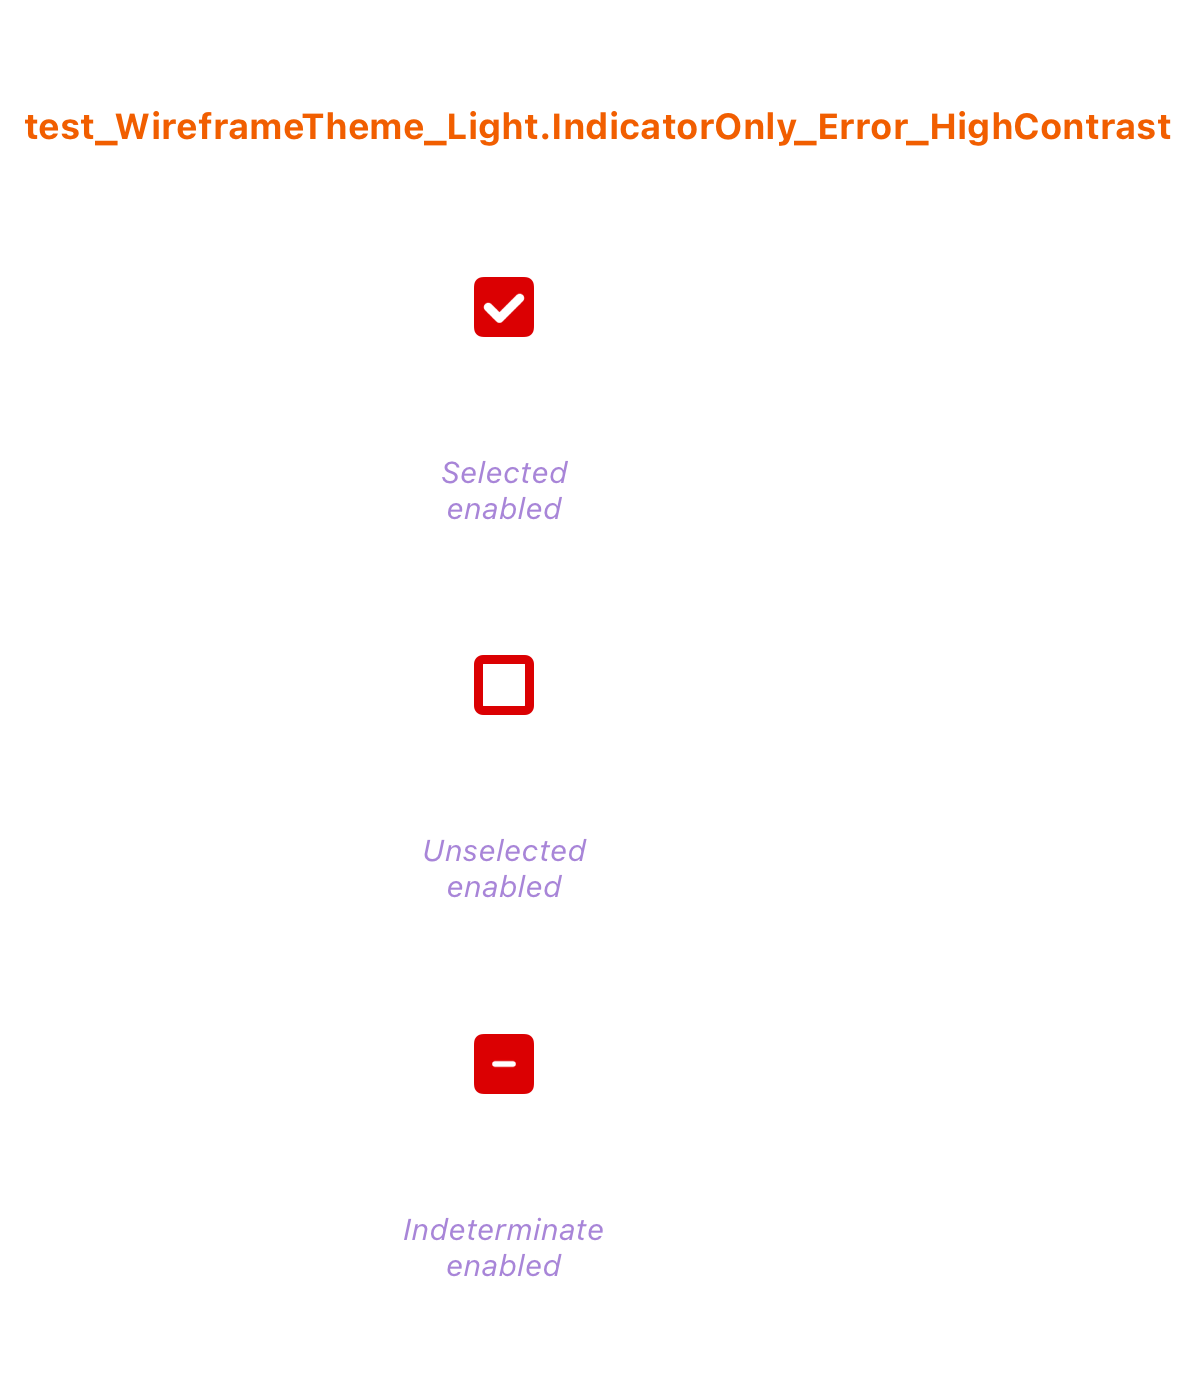 test_WireframeTheme_Light.IndicatorOnly_Error_HighContrast
Selected
enabled
Unselected
enabled
Indeterminate
enabled